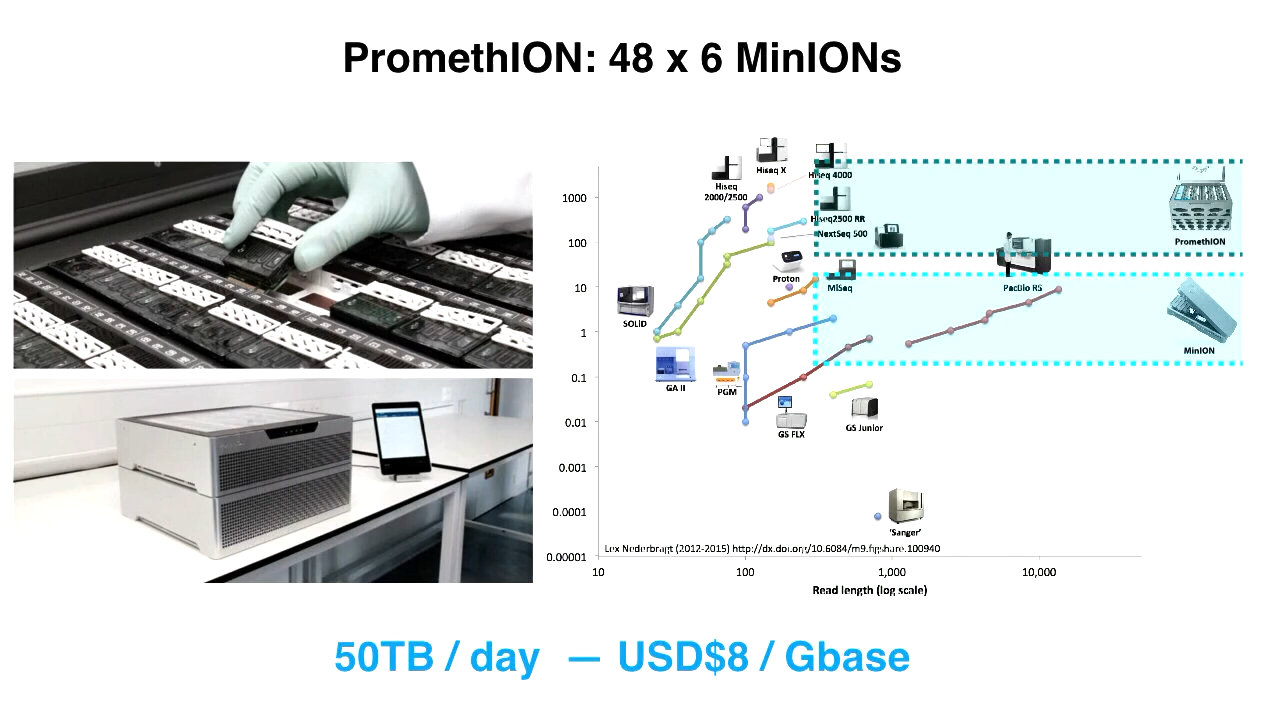 PromethION: 48 x 6 MinIONs
Hiseq X
Hiseq 4000
Hiseq
2000/2500
1000
Hiseq2500 RR
NextSeq 500
PromethION
100
Proton
10
MiSeq
PacBio RS
SOLiD
1
MinION
0.1
GA II
PGM
0.01
GS FLX
GS Junior
0.001
0.0001
'Sanger'
0.00001
Lex Nederbragt (2012-2015) http://dx.doi.org/10.6084/m9.figshare.100940
10
100
1,000
10,000
Read length (log scale)
50TB / day — USD$8 / Gbase